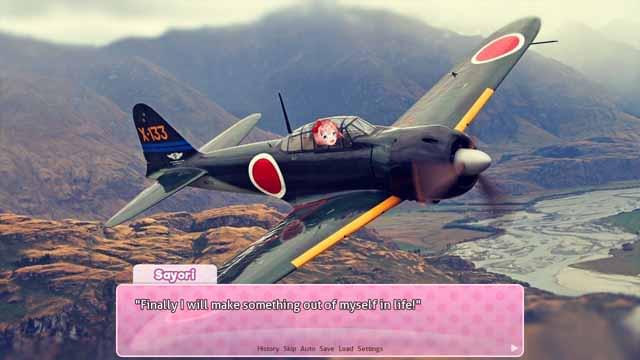 X-133
Sayori
"Finally I will make something out of myself in life!"
History Skip Auto Save Load Settings